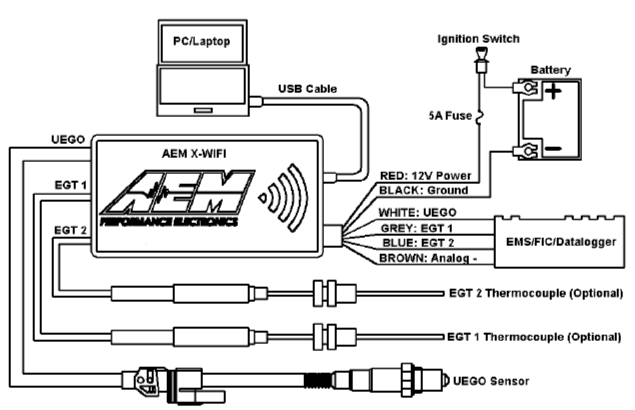 PC/Laptop
Ignition Switch
Battery
USB Cable
5A Fuse
UEGO
AEM X-WIFI
EGT 1
AEM
PERFORMANCE ELECTRONICS
EGT 2
RED: 12V Power
BLACK: Ground
WHITE: UEGO
GREY: EGT 1
BLUE: EGT 2
BROWN: Analog -
EMS/FIC/Datalogger
EGT 2 Thermocouple (Optional)
EGT 1 Thermocouple (Optional)
UEGO Sensor